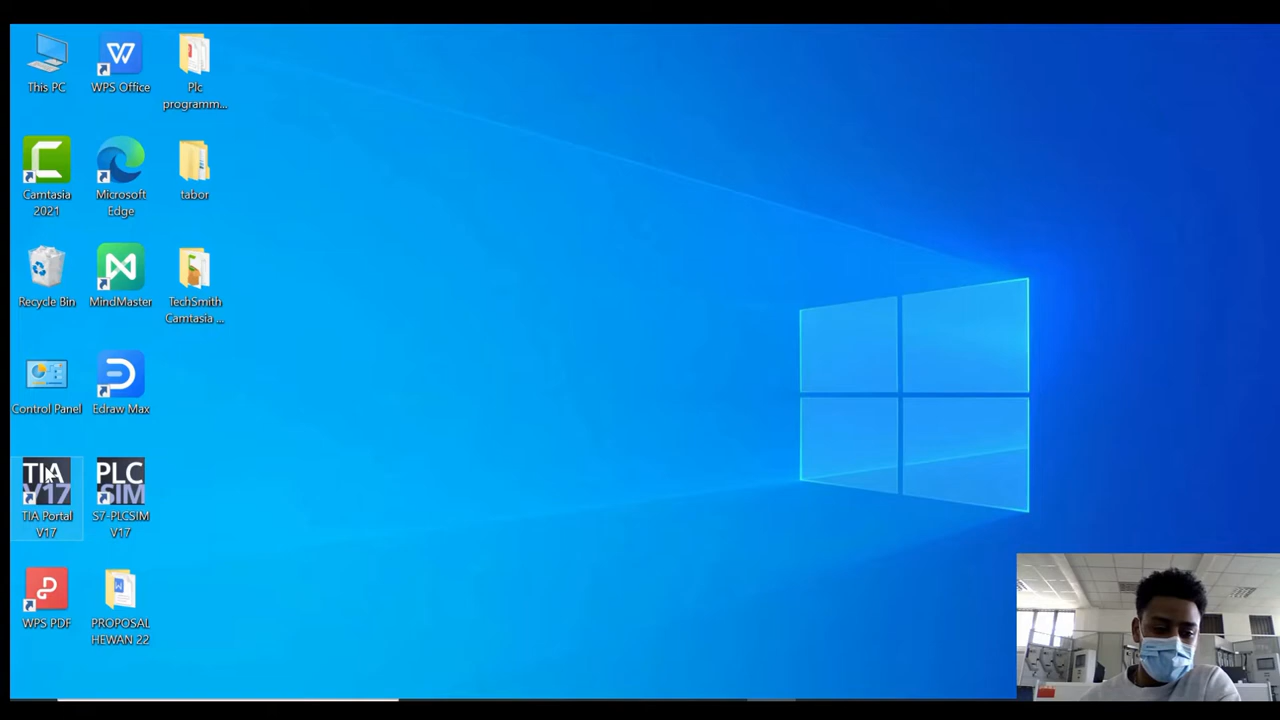 This PC
WPS Office
Plc
programm...
Camtasia
2021
Microsoft
Edge
tabor
Recycle Bin
MindMaster
TechSmith
Camtasia ...
Control Panel
Edraw Max
TIA
V17
TIA Portal
V17
PLC
SIM
S7-PLCSIM
V17
WPS PDF
PROPOSAL
HEWAN 22